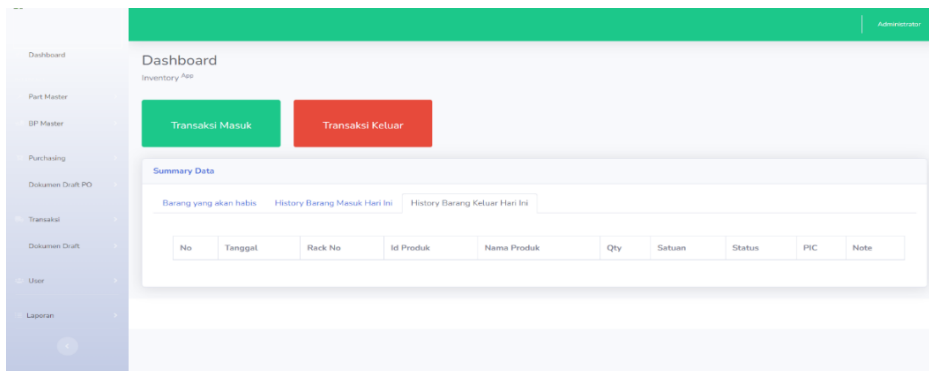 Administrator
Dashboard
Part Master
BP Master
Purchasing
Dokumen Draft PO
Transaksi
Dokumen Draft
User
Laporan
Dashboard
Inventory App
Transaksi Masuk
Transaksi Keluar
Summary Data
Barang yang akan habis History Barang Masuk Hari Ini History Barang Keluar Hari Ini
No Tanggal Rack No Id Produk Nama Produk Qty Satuan Status PIC Note